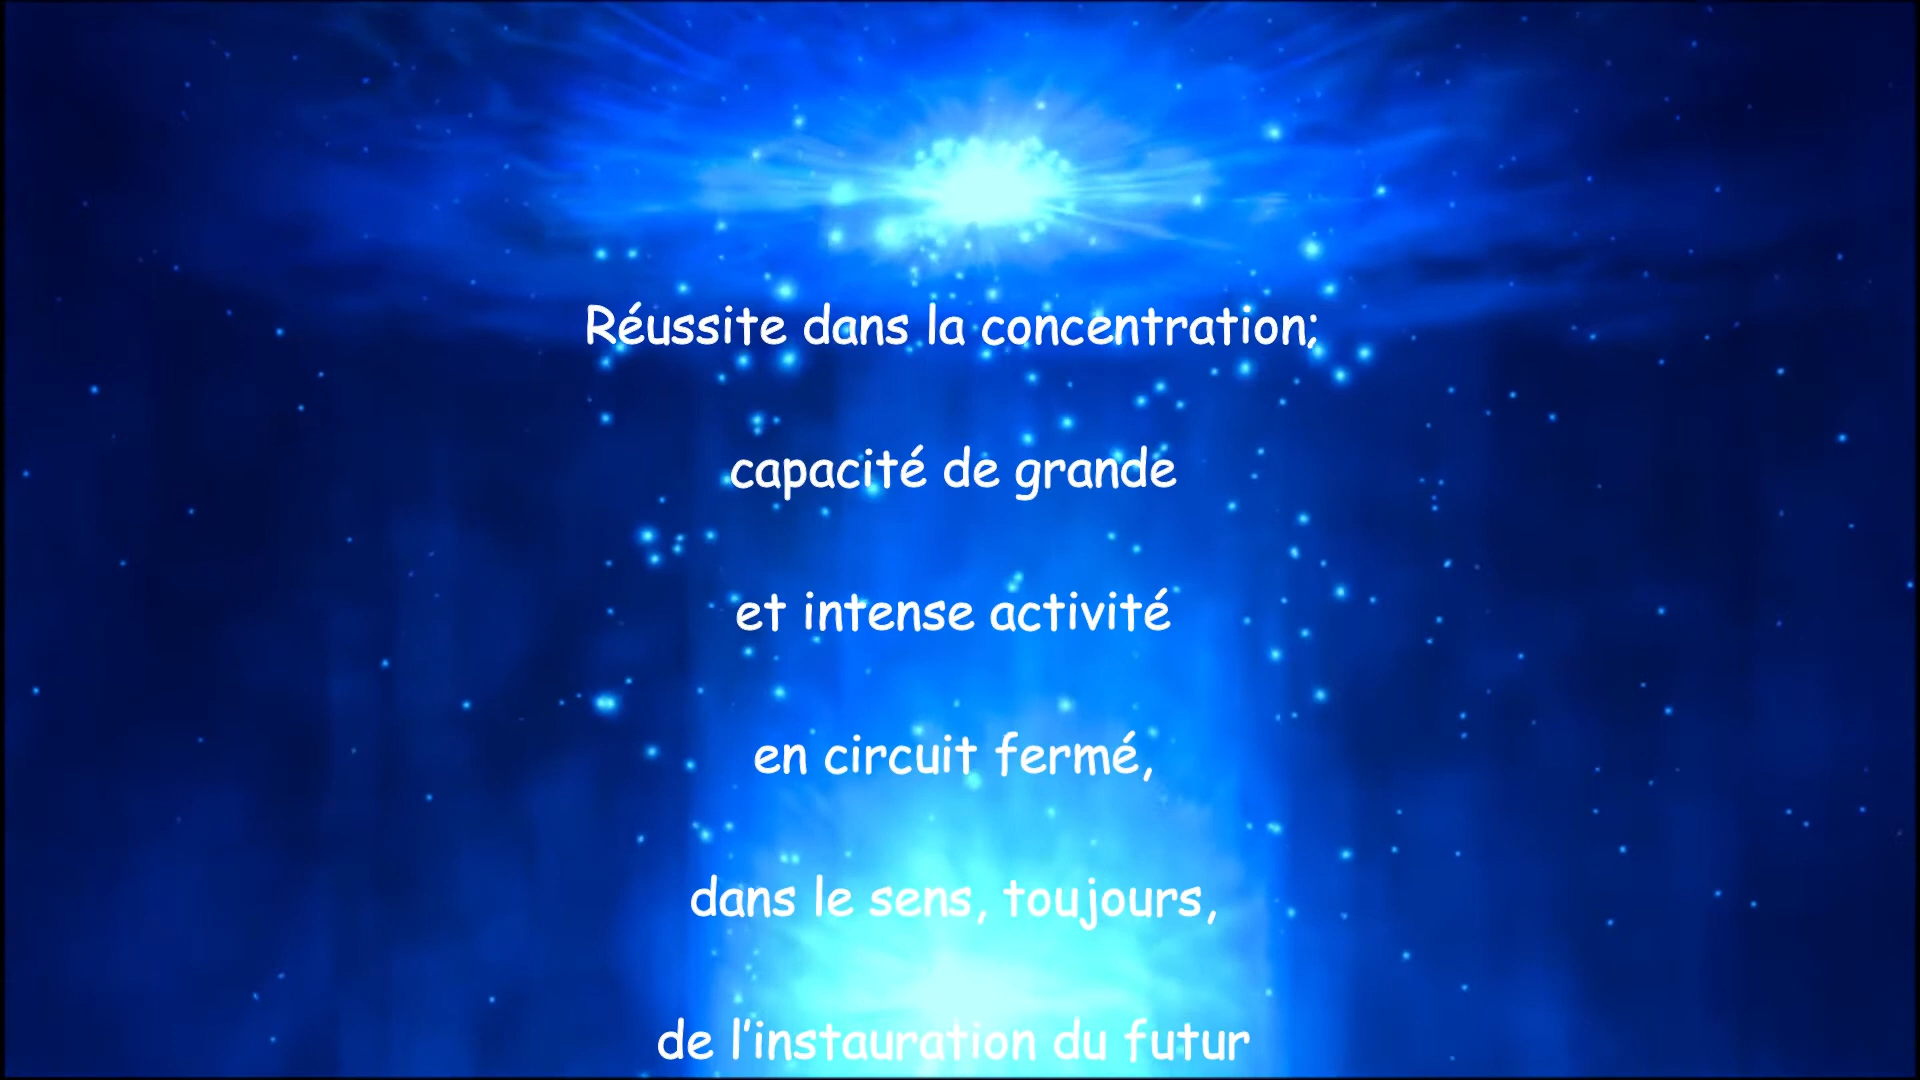 Réussite dans la concentration;
capacité de grande
et intense activité
en circuit fermé,
dans le sens, toujours,
de l'instauration du futur